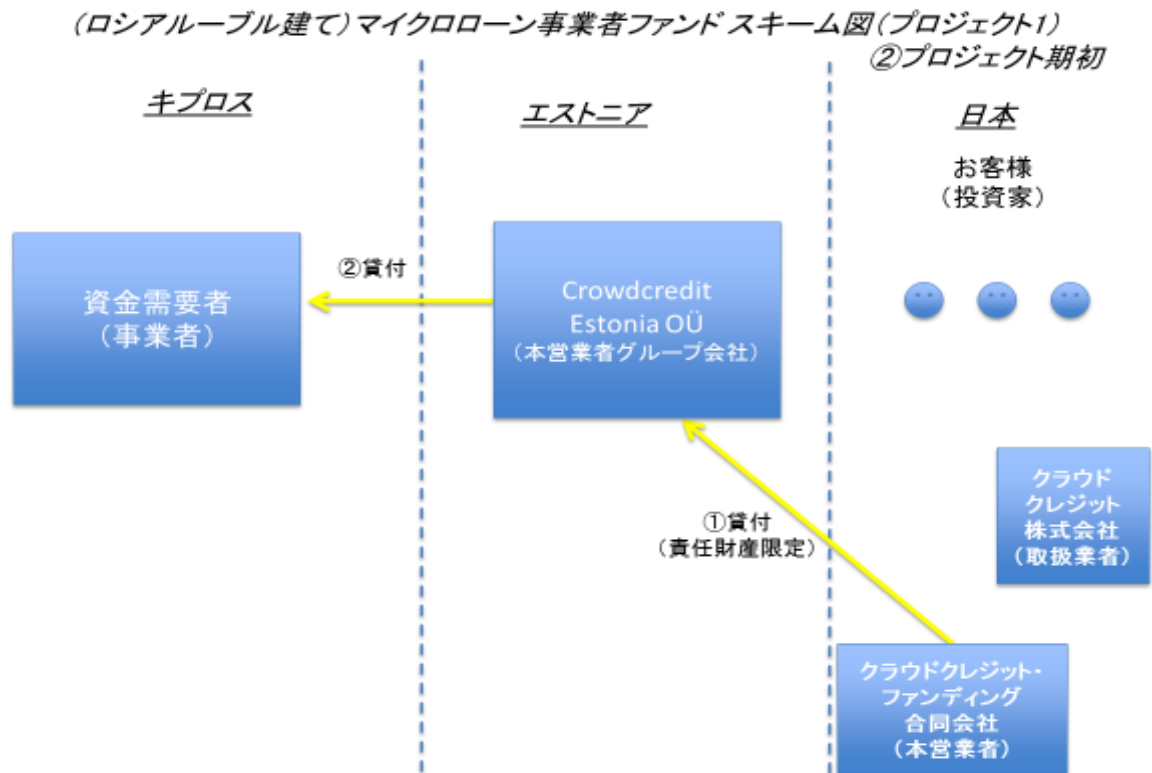 (ロシアルーブル建て)マイクロローン事業者ファンド スキーム図(プロジェクト1)
②プロジェクト期初
キプロス
エストニア
日本
お客様
(投資家)
資金需要者
(事業者)
②貸付
Crowdcredit
Estonia OÜ
(本営業者グループ会社)
①貸付
(責任財産限定)
クラウド
クレジット
株式会社
(取扱業者)
クラウドクレジット・
ファンディング
合同会社
(本営業者)